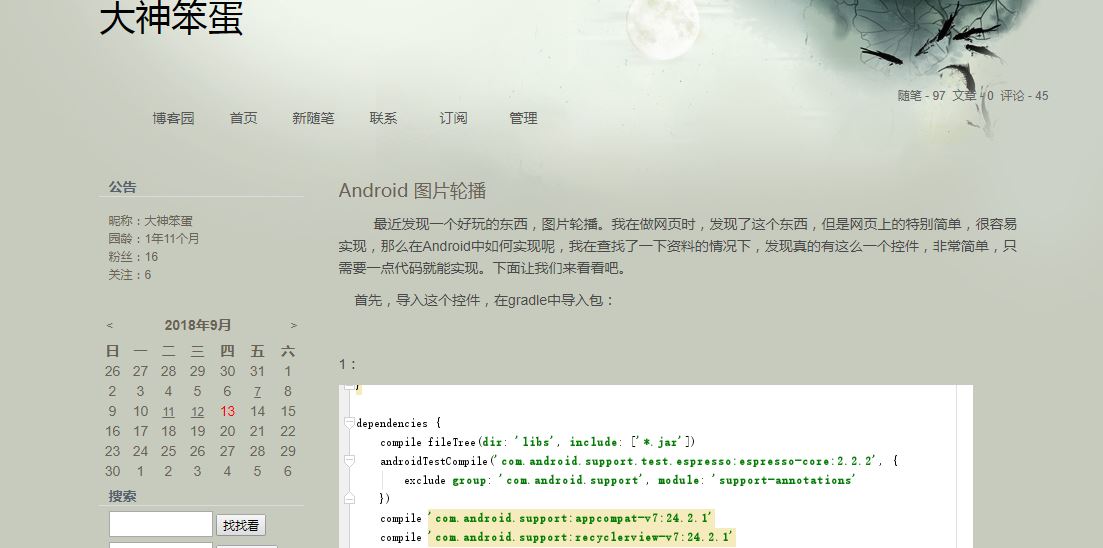 大神笨蛋
随笔 - 97 文章 - 0 评论 - 45
博客园 首页 新随笔 联系 订阅 管理
公告
昵称：大神笨蛋
园龄：1年11个月
粉丝：16
关注：6
< 2018年9月 >
日 一 二 三 四 五 六
26 27 28 29 30 31 1
2 3 4 5 6 7 8
9 10 11 12 13 14 15
16 17 18 19 20 21 22
23 24 25 26 27 28 29
30 1 2 3 4 5 6
搜索
找找看
Android 图片轮播
最近发现一个好玩的东西，图片轮播。我在做网页时，发现了这个东西，但是网页上的特别简单，很容易
实现，那么在Android中如何实现呢，我在查找了一下资料的情况下，发现真的有这么一个控件，非常简单，只
需要一点代码就能实现。下面让我们来看看吧。
首先，导入这个控件，在gradle中导入包：
1：
}
dependencies {
compile fileTree(dir: 'libs', include: ['*.jar'])
androidTestCompile('com.android.support.test.espresso:espresso-core:2.2.2', {
exclude group: 'com.android.support', module: 'support-annotations'
})
compile 'com.android.support:appcompat-v7:24.2.1'
compile 'com.android.support:recyclerview-v7:24.2.1'